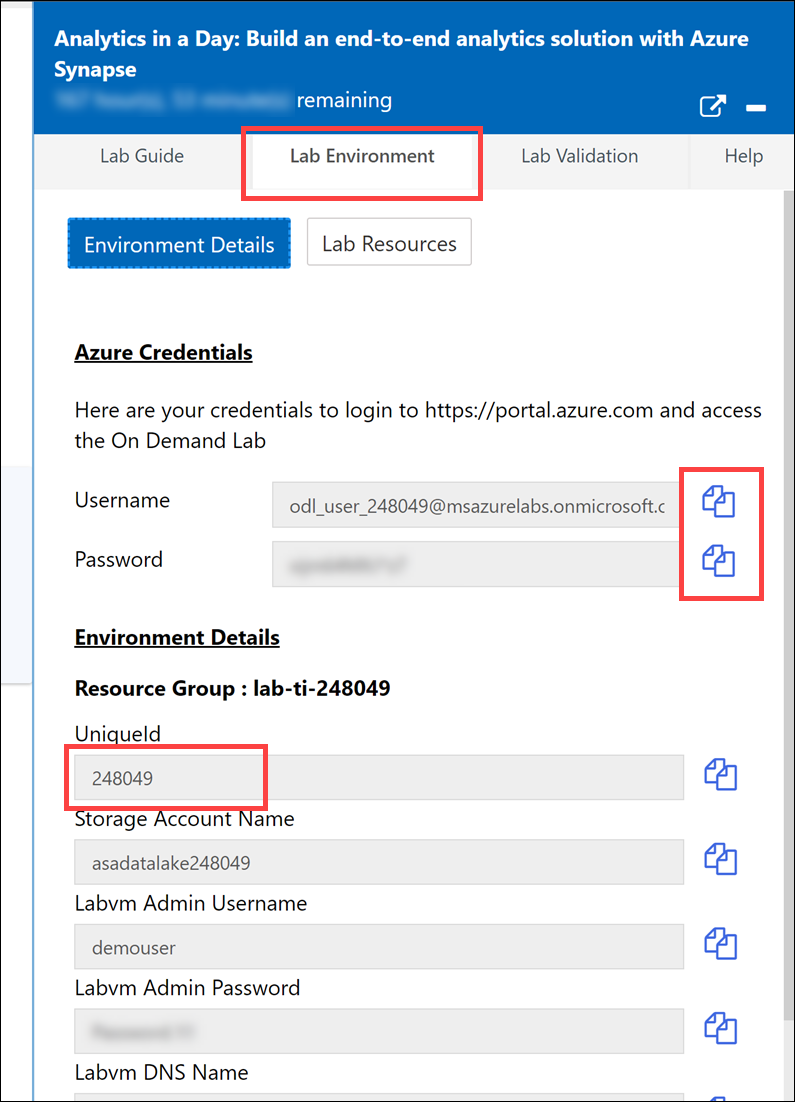 Analytics in a Day: Build an end-to-end analytics solution with Azure
Synapse
remaining
Lab Guide
Lab Environment
Lab Validation
Help
Environment Details
Lab Resources
Azure Credentials
Here are your credentials to login to https://portal.azure.com and access
the On Demand Lab
Username
odl_user_248049@msazurelabs.onmicrosoft.c
Password
Environment Details
Resource Group : lab-ti-248049
UniqueId
248049
Storage Account Name
asadatalake248049
Labvm Admin Username
demouser
Labvm Admin Password
Labvm DNS Name